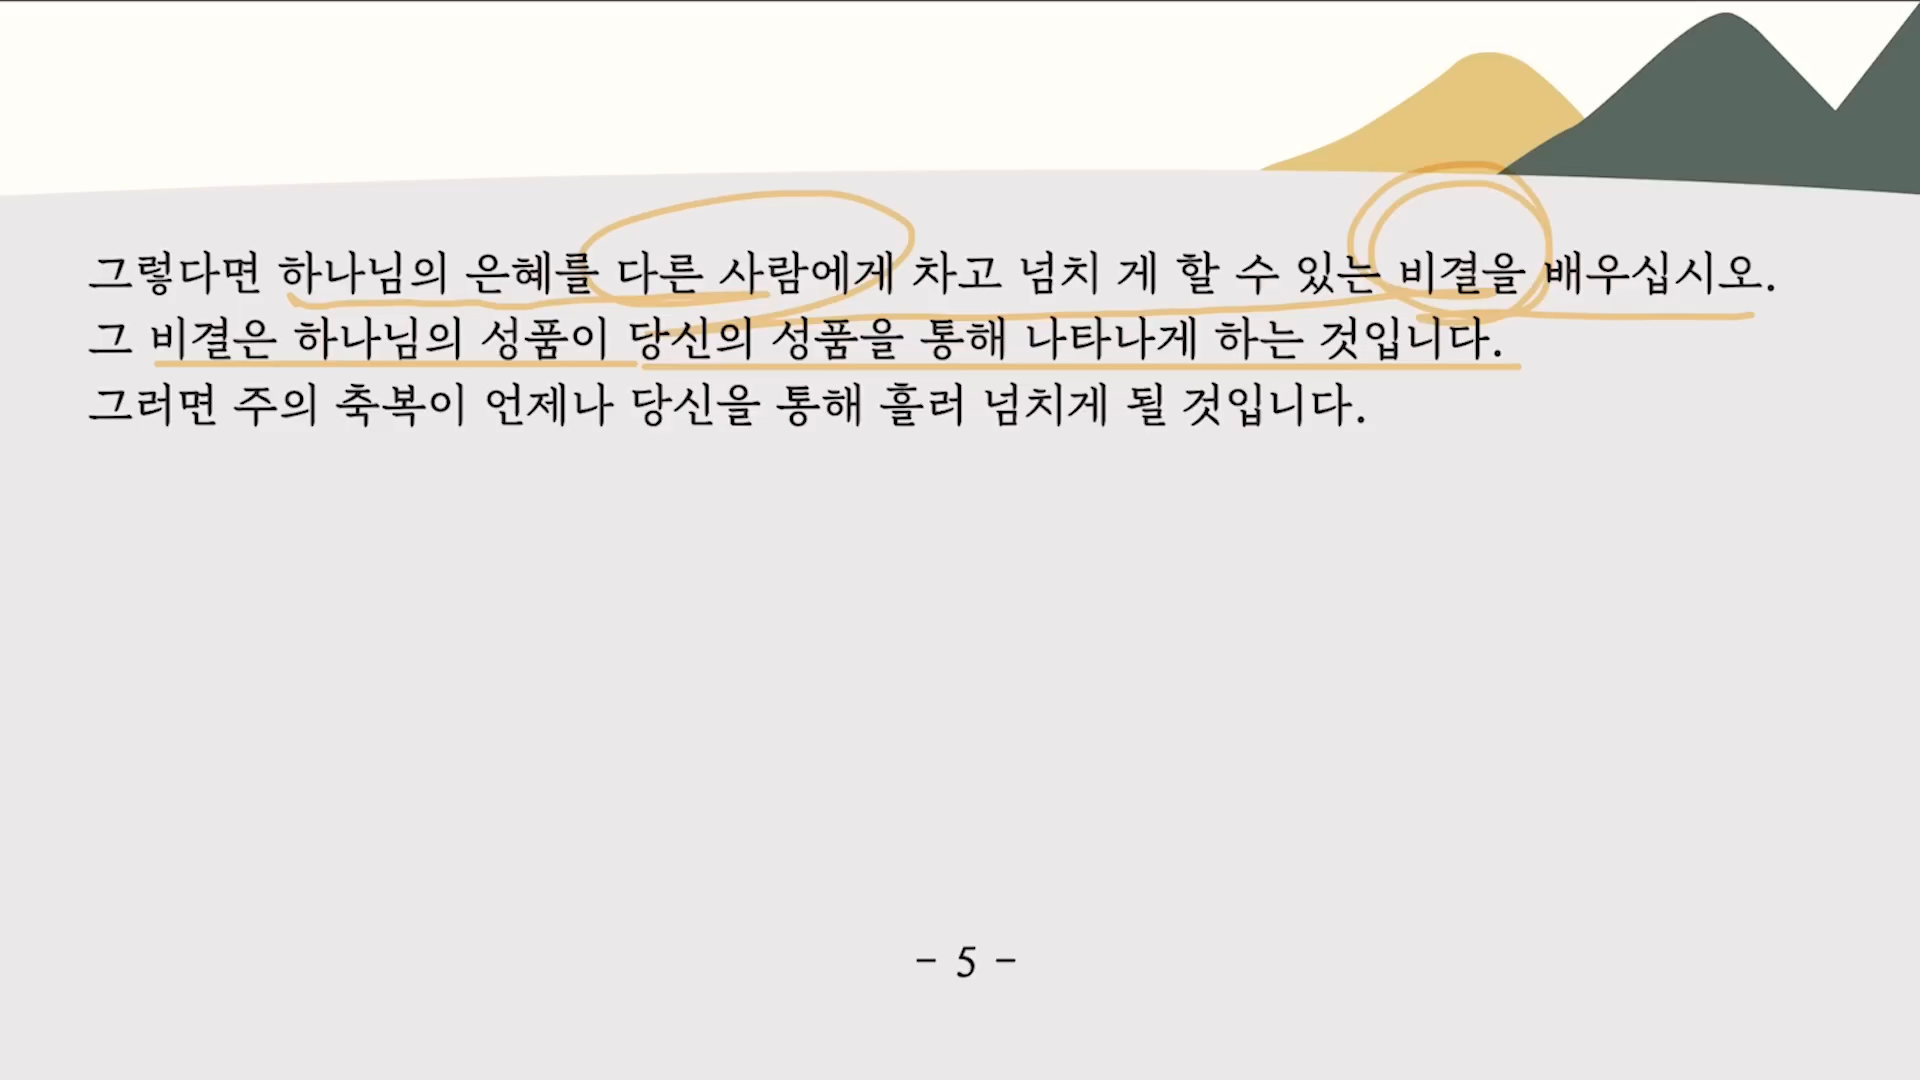 그렇다면 하나님의 은혜를 다른 사람에게 차고 넘치 게 할 수 있는 비결을 배우십시오.
그 비결은 하나님의 성품이 당신의 성품을 통해 나타나게 하는 것입니다.
그러면 주의 축복이 언제나 당신을 통해 흘러 넘치게 될 것입니다.
- 5 -